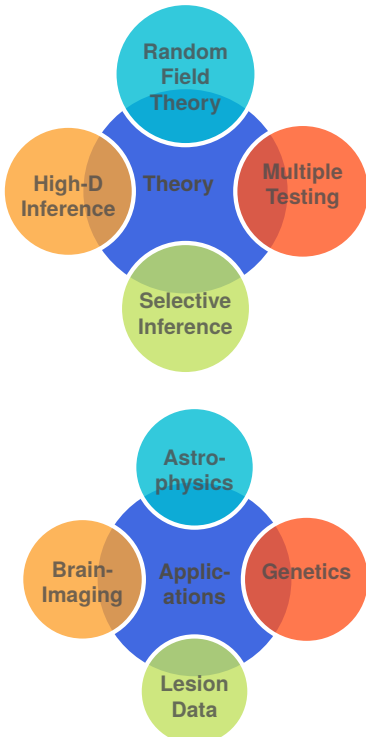 Random
Field
Theory
High-D
Inference
Theory
Multiple
Testing
Selective
Inference
Astro-
physics
Brain-
Imaging
Applic-
ations
Genetics
Lesion
Data